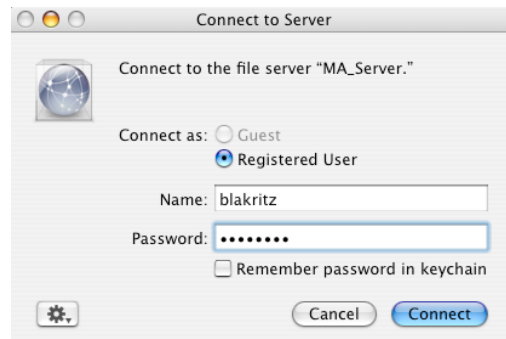 Connect to Server
Connect to the file server “MA_Server.”
Connect as: Guest
Registered User
Name: blakritz
Password: ••••••••
Remember password in keychain
Cancel Connect